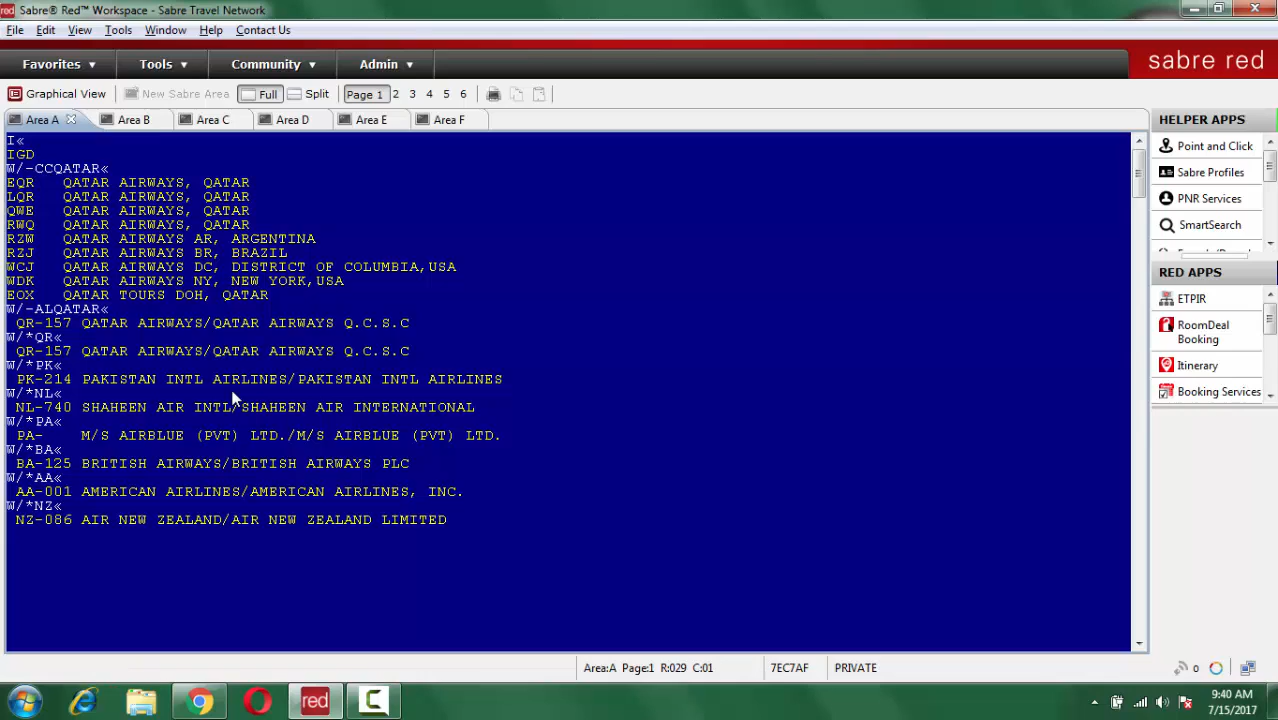 red Sabre® Red™ Workspace - Sabre Travel Network
File Edit View Tools Window Help Contact Us
Favorites Tools Community Admin sabre red
Graphical View New Sabre Area Full Split Page 1 2 3 4 5 6
Area A Area B Area C Area D Area E Area F
I«
IGD
W/-CCQATAR«
EQR QATAR AIRWAYS, QATAR
LQR QATAR AIRWAYS, QATAR
QWE QATAR AIRWAYS, QATAR
RWQ QATAR AIRWAYS, QATAR
RZW QATAR AIRWAYS AR, ARGENTINA
RZJ QATAR AIRWAYS BR, BRAZIL
WCJ QATAR AIRWAYS DC, DISTRICT OF COLUMBIA,USA
WDK QATAR AIRWAYS NY, NEW YORK,USA
EOX QATAR TOURS DOH, QATAR
W/-ALQATAR«
QR-157 QATAR AIRWAYS/QATAR AIRWAYS Q.C.S.C
W/*QR«
QR-157 QATAR AIRWAYS/QATAR AIRWAYS Q.C.S.C
W/*PK«
PK-214 PAKISTAN INTL AIRLINES/PAKISTAN INTL AIRLINES
W/*NL«
NL-740 SHAHEEN AIR INTL/SHAHEEN AIR INTERNATIONAL
W/*PA«
PA- M/S AIRBLUE (PVT) LTD./M/S AIRBLUE (PVT) LTD.
W/*BA«
BA-125 BRITISH AIRWAYS/BRITISH AIRWAYS PLC
W/*AA«
AA-001 AMERICAN AIRLINES/AMERICAN AIRLINES, INC.
W/*NZ«
NZ-086 AIR NEW ZEALAND/AIR NEW ZEALAND LIMITED
HELPER APPS
Point and Click
Sabre Profiles
PNR Services
SmartSearch
RED APPS
ETPIR
RoomDeal
Booking
Itinerary
Booking Services
Area:A Page:1 R:029 C:01 7EC7AF PRIVATE 0
red
9:40 AM
7/15/2017